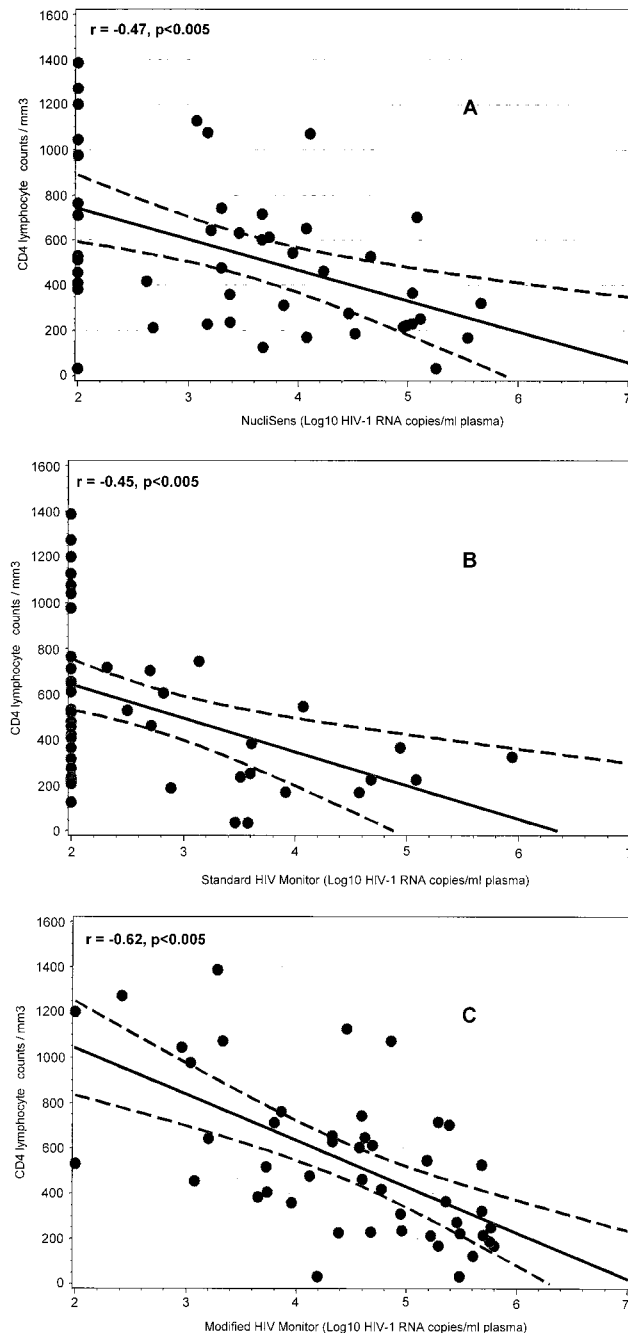 r = -0.47, p<0.005
A
CD4 lymphocyte counts / mm3
1600
1400
1200
1000
800
600
400
200
0
2 3 4 5 6 7
NucliSens (Log10 HIV-1 RNA copies/ml plasma)
r = -0.45, p<0.005
B
CD4 lymphocyte counts / mm3
1600
1400
1200
1000
800
600
400
200
0
2 3 4 5 6 7
Standard HIV Monitor (Log10 HIV-1 RNA copies/ml plasma)
r = -0.62, p<0.005
C
CD4 lymphocyte counts / mm3
1600
1400
1200
1000
800
600
400
200
0
2 3 4 5 6 7
Modified HIV Monitor (Log10 HIV-1 RNA copies/ml plasma)